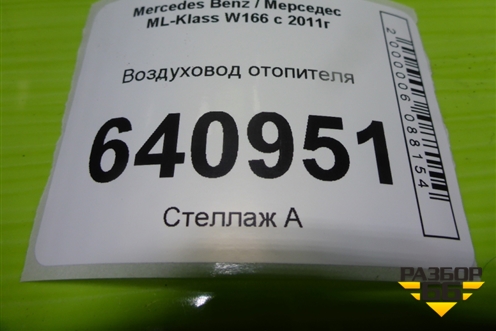 Mercedes Benz / Мерседес
ML-Klass W166 с 2011г
Воздуховод отопителя
640951
Стеллаж А
2000006088154
РАЗБОР